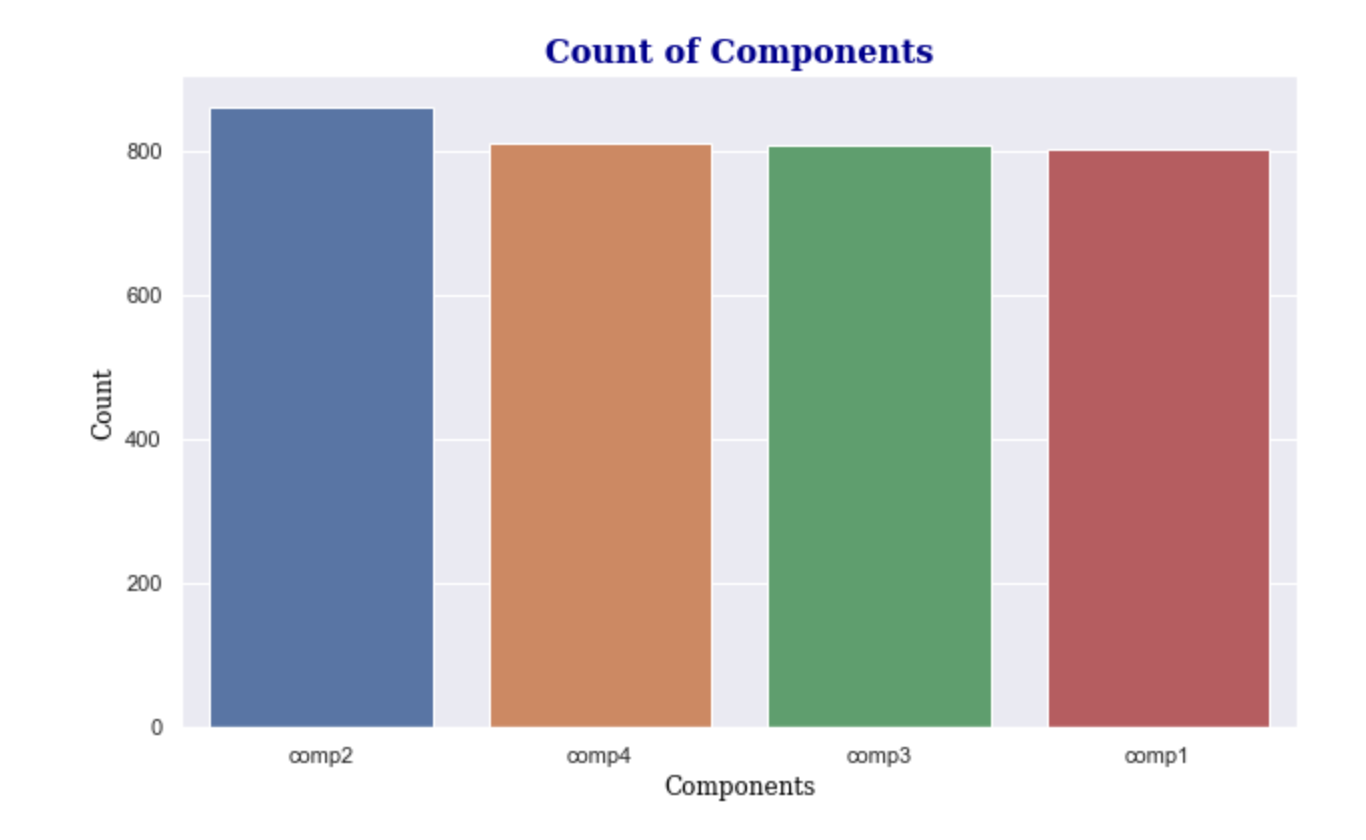 Count of Components
800
600
400
200
0
Count
comp2
comp4
comp3
comp1
Components